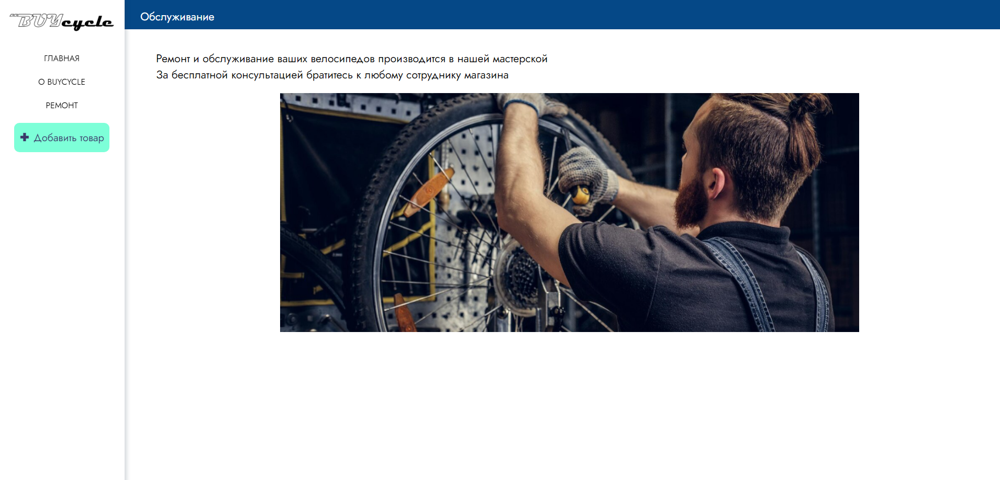 BUYcycle
Обслуживание
ГЛАВНАЯ
О BUYCYCLE
РЕМОНТ
Добавить товар
Ремонт и обслуживание ваших велосипедов производится в нашей мастерской
За бесплатной консультацией братитесь к любому сотруднику магазина